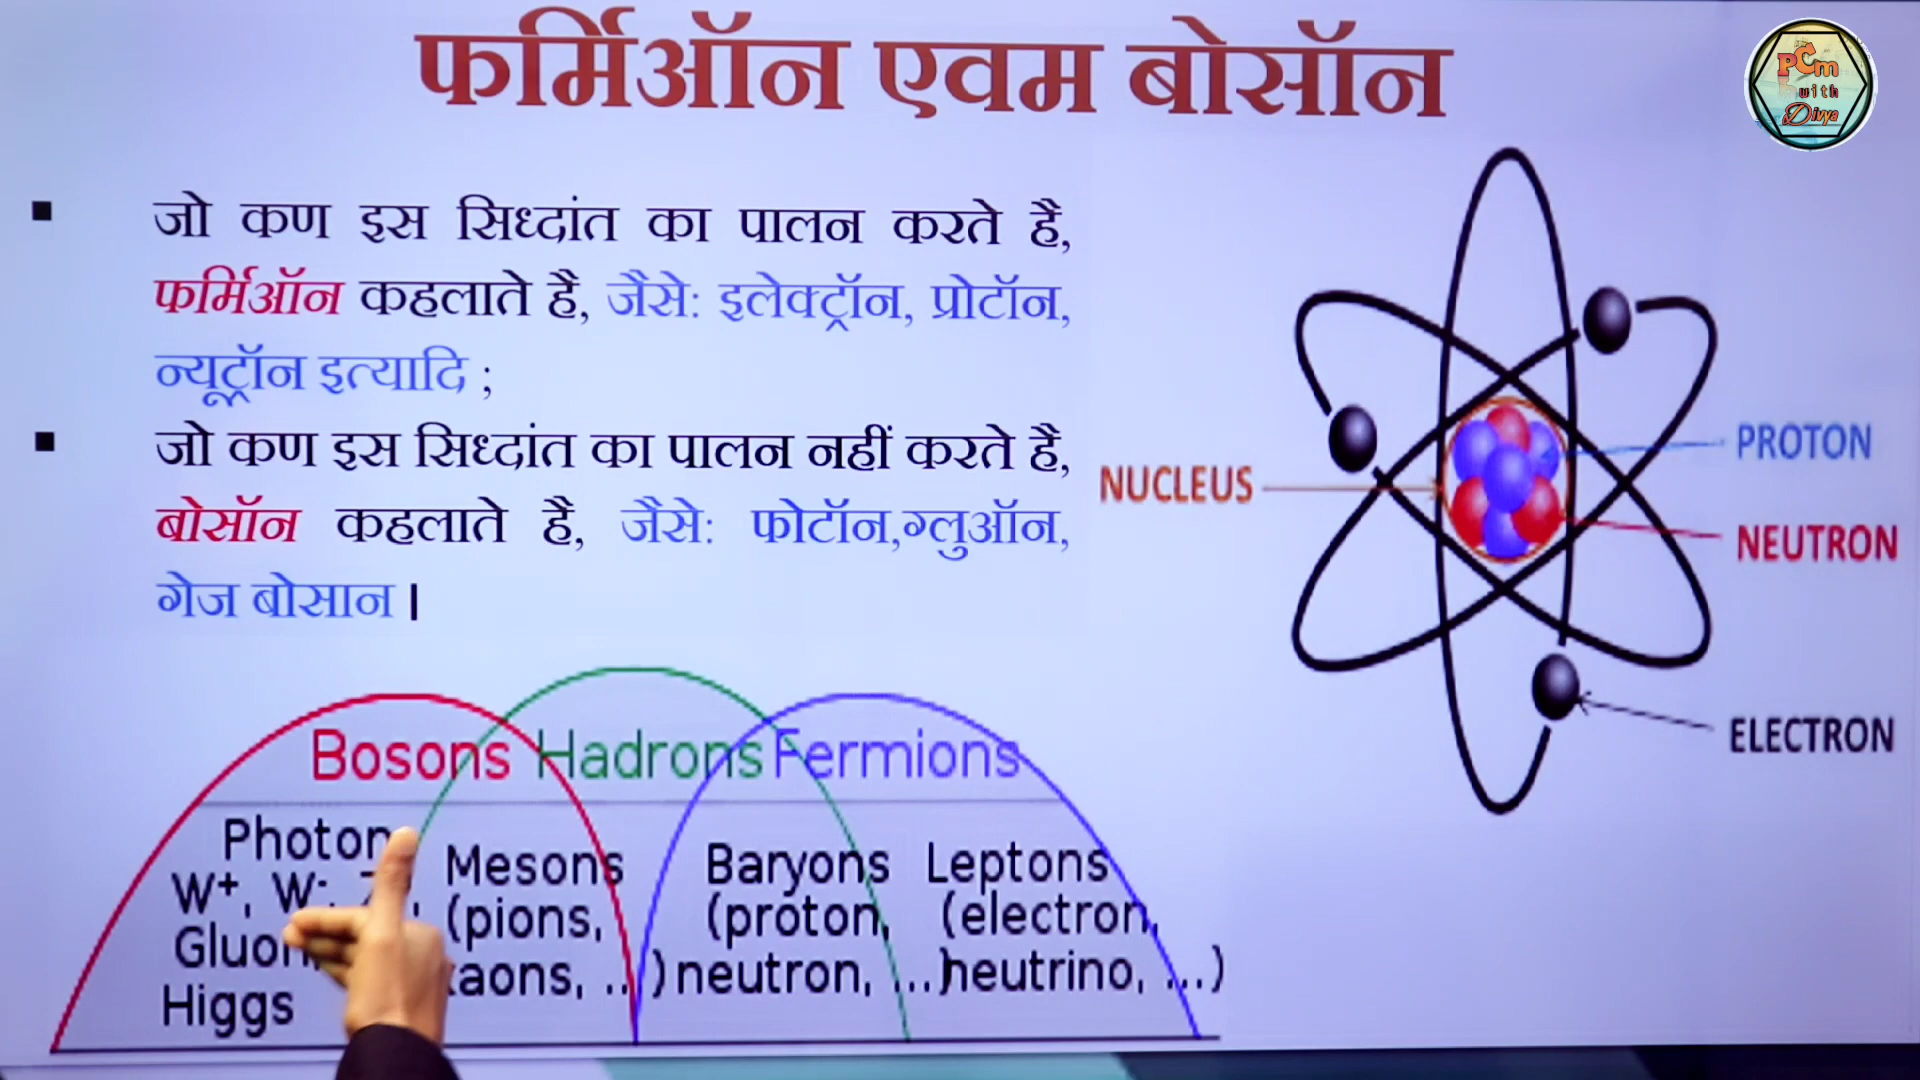 फर्मिऑन एवम बोसॉन
PCm
with
Divya
जो कण इस सिध्दांत का पालन करते है,
फर्मिऑन कहलाते है, जैसे: इलेक्ट्रॉन, प्रोटॉन,
न्यूट्रॉन इत्यादि ;
जो कण इस सिध्दांत का पालन नहीं करते है,
बोसॉन कहलाते है, जैसे: फोटॉन,ग्लुऑन,
गेज बोसान ।
NUCLEUS
PROTON
NEUTRON
ELECTRON
Bosons Hadrons Fermions
Photon
W⁺, W⁻,
Higgs
Mesons
(pions,
...)
Baryons
(proton,
neutron, ...)
Leptons
(electron,
neutrino, ...)